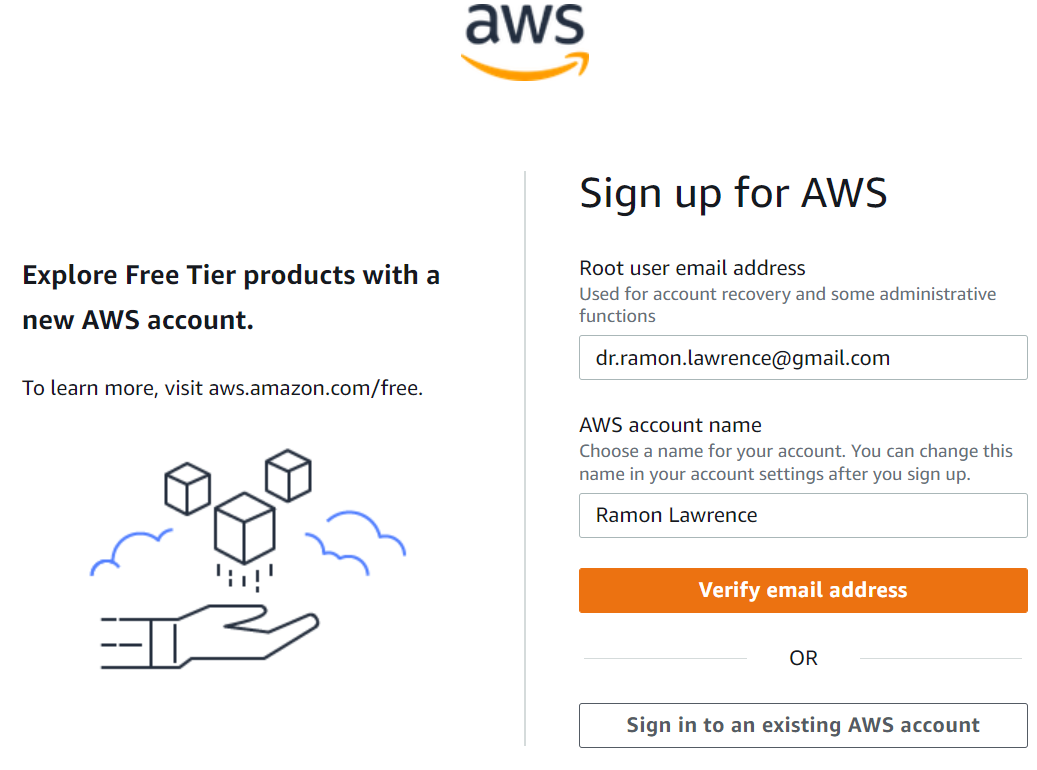 aws
Explore Free Tier products with a
new AWS account.
To learn more, visit aws.amazon.com/free.
Sign up for AWS
Root user email address
Used for account recovery and some administrative
functions
dr.ramon.lawrence@gmail.com
AWS account name
Choose a name for your account. You can change this
name in your account settings after you sign up.
Ramon Lawrence
Verify email address
OR
Sign in to an existing AWS account